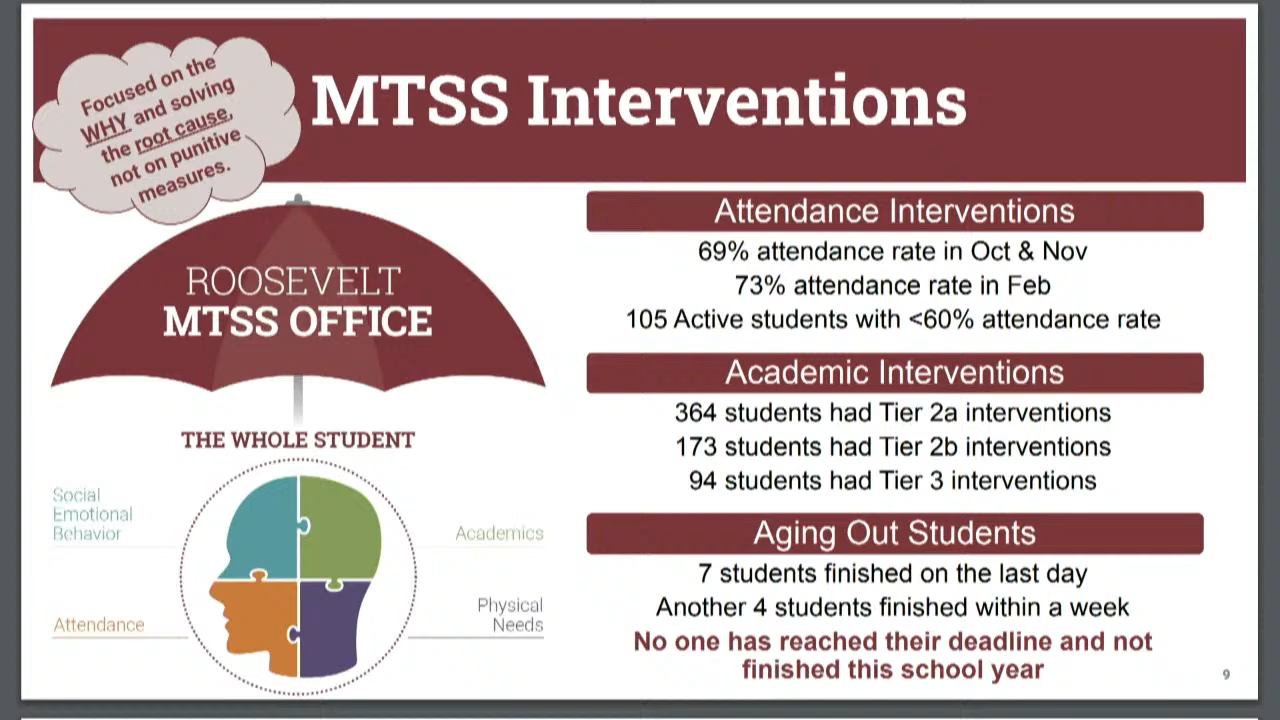 Focused on the
WHY and solving
the root cause,
not on punitive
measures.
MTSS Interventions
ROOSEVELT
MTSS OFFICE
THE WHOLE STUDENT
Social
Emotional
Behavior
Academics
Attendance
Physical
Needs
Attendance Interventions
69% attendance rate in Oct & Nov
73% attendance rate in Feb
105 Active students with <60% attendance rate
Academic Interventions
364 students had Tier 2a interventions
173 students had Tier 2b interventions
94 students had Tier 3 interventions
Aging Out Students
7 students finished on the last day
Another 4 students finished within a week
No one has reached their deadline and not
finished this school year
9